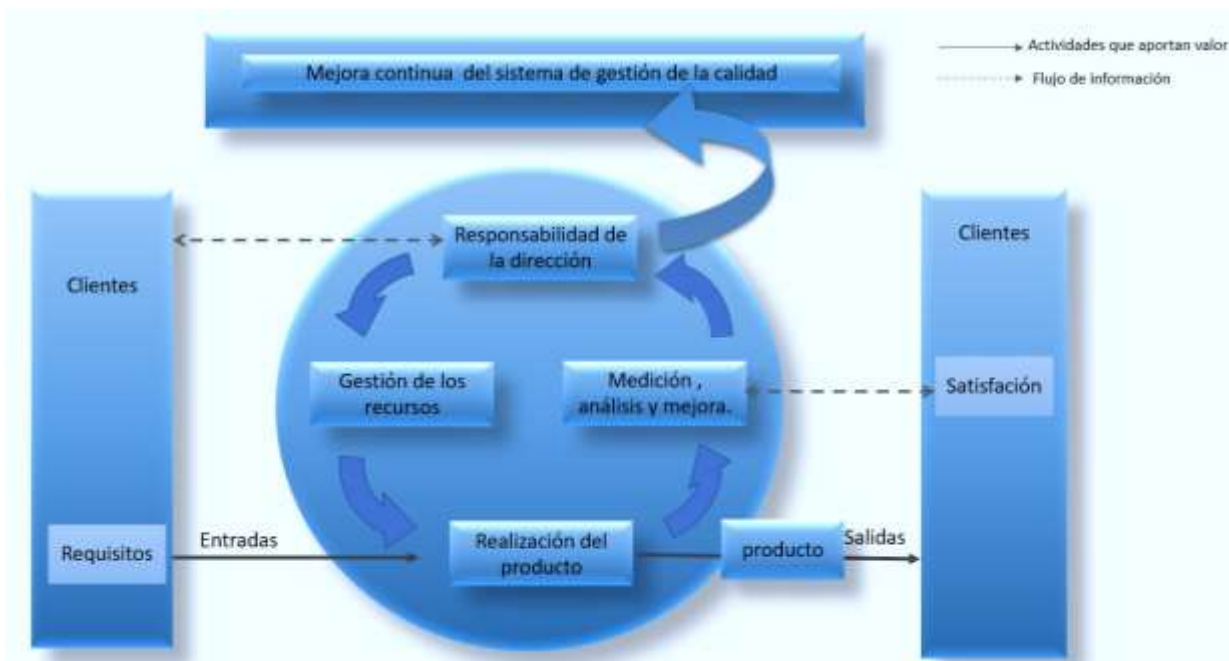 Mejora continua del sistema de gestión de la calidad
Actividades que aportan valor
Flujo de información
Clientes
Requisitos
Entradas
Responsabilidad de
la dirección
Gestión de los
recursos
Medición ,
análisis y mejora.
Realización del
producto
producto
Salidas
Clientes
Satisfación